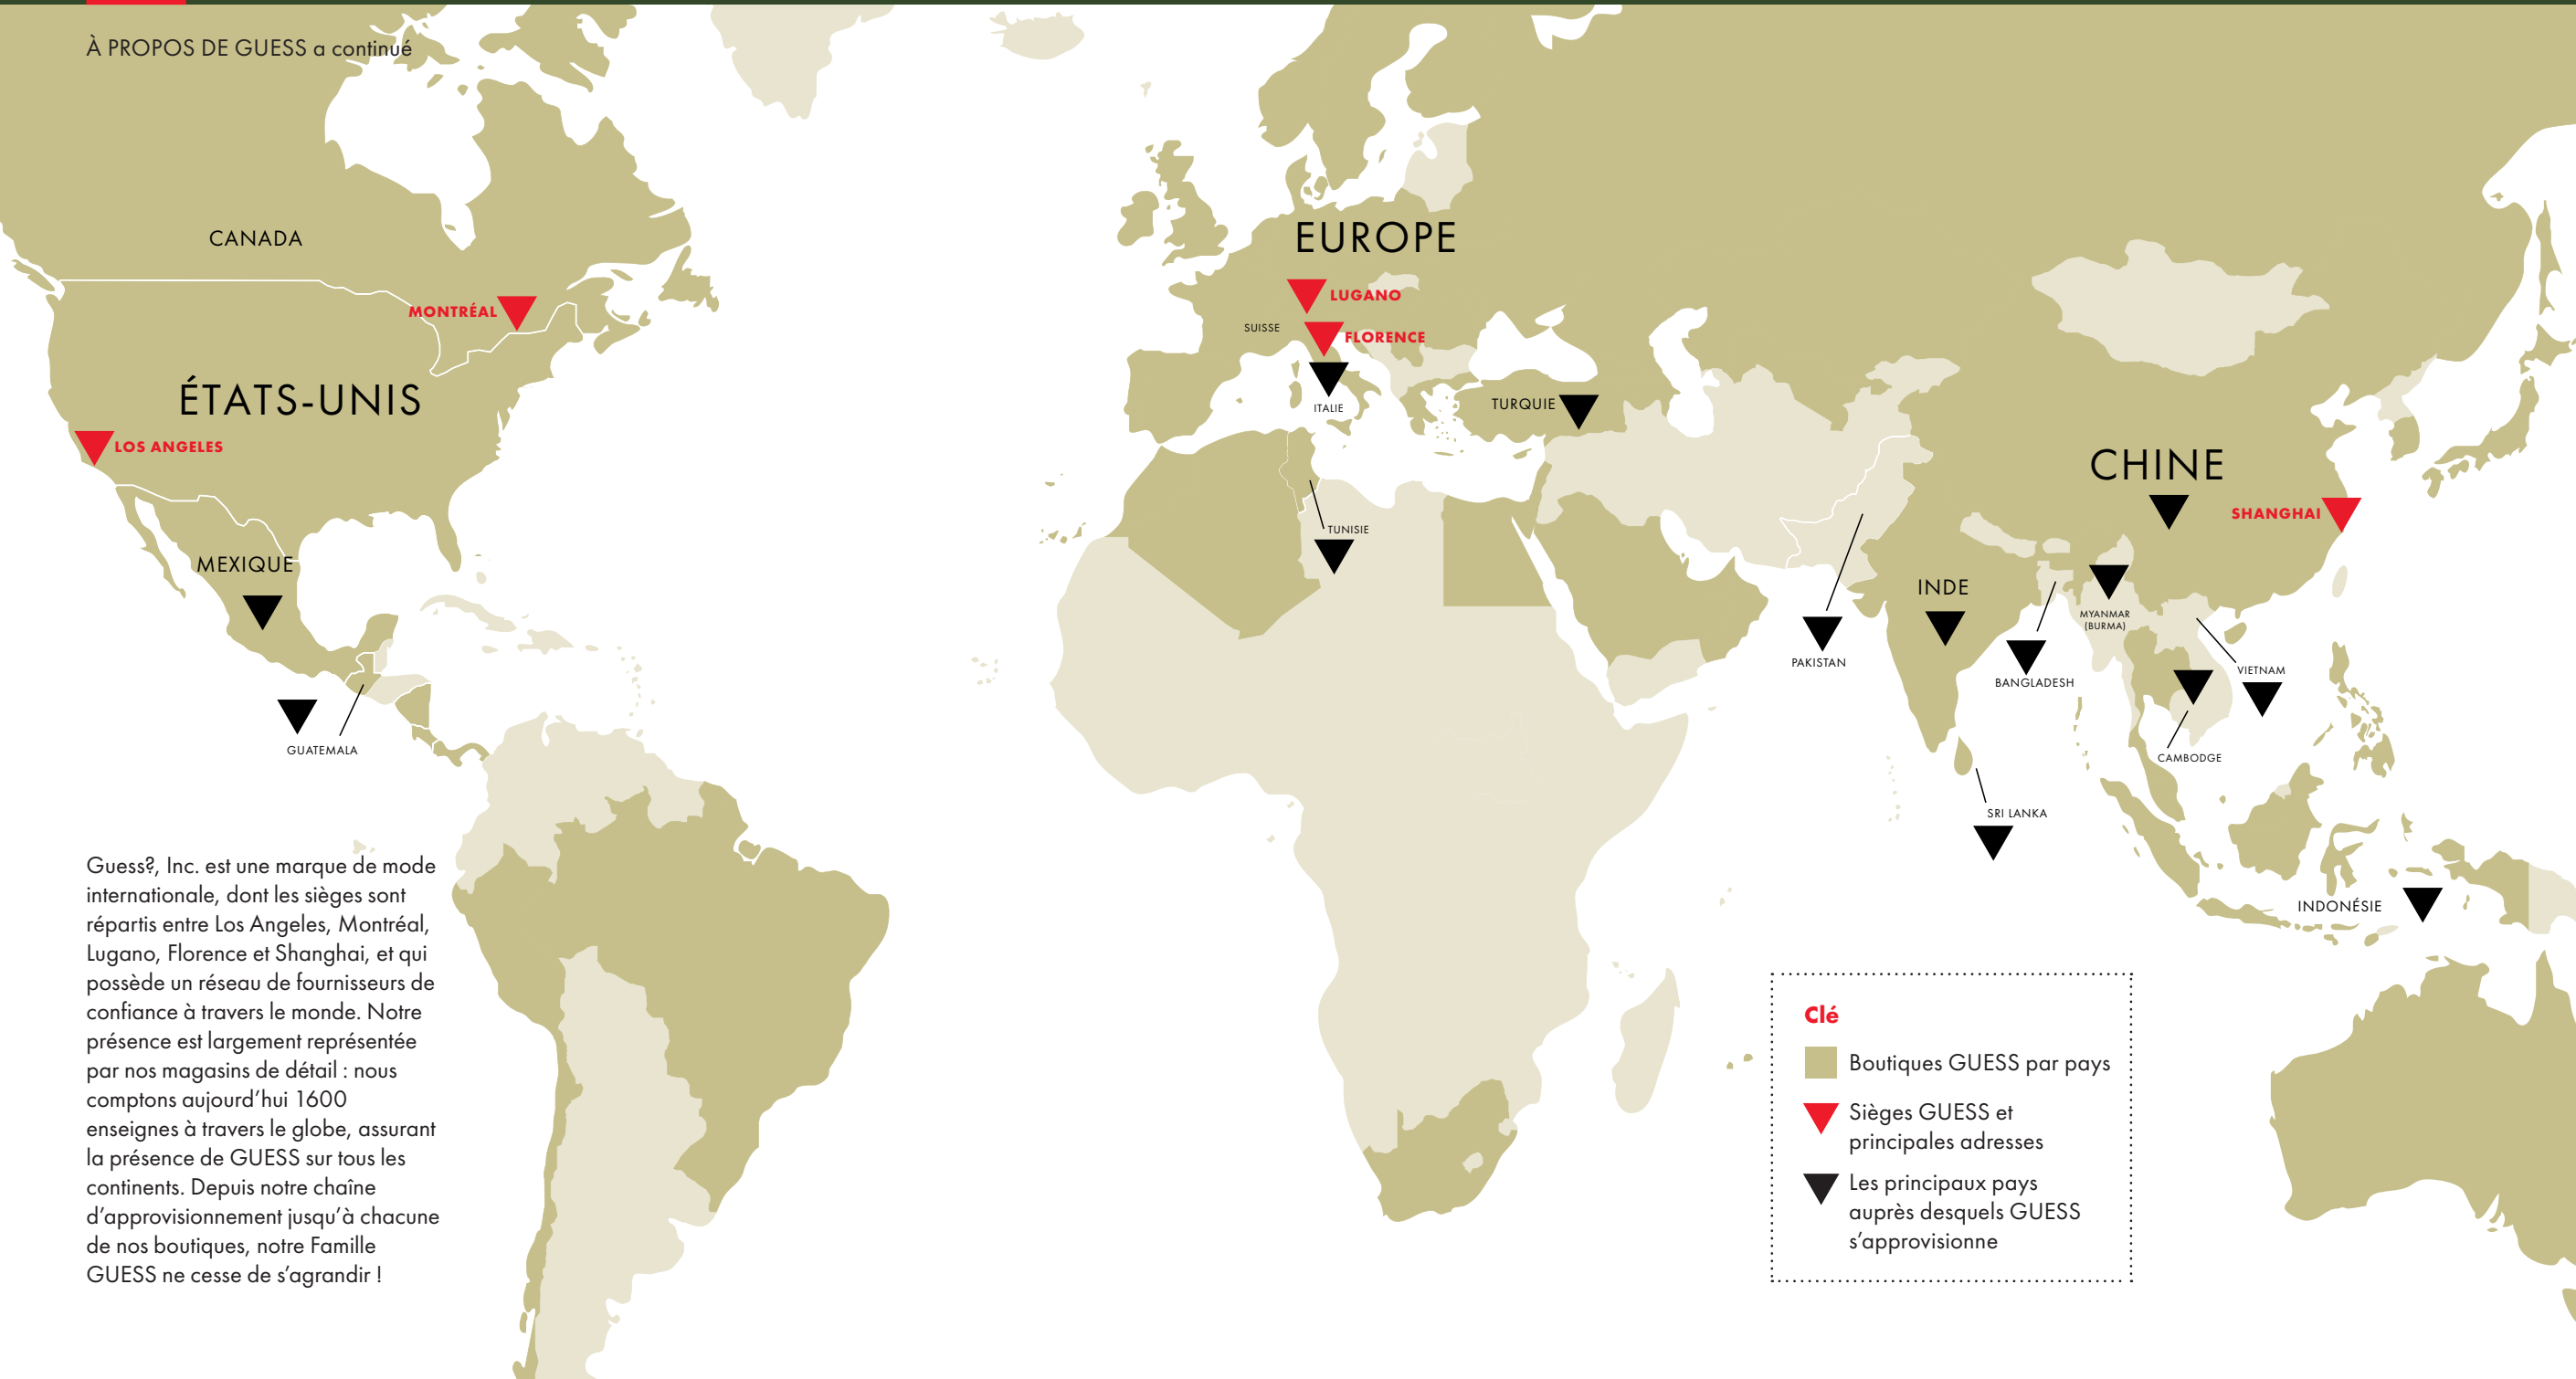 À PROPOS DE GUESS a continué
CANADA
MONTRÉAL
ÉTATS-UNIS
LOS ANGELES
MEXIQUE
GUATEMALA
EUROPE
LUGANO
SUISSE
FLORENCE
ITALIE
TURQUIE
TUNISIE
CHINE
SHANGHAI
INDE
PAKISTAN
BANGLADESH
MYANMAR
(BURMA)
VIETNAM
CAMBODGE
SRI LANKA
INDONÉSIE
Guess?, Inc. est une marque de mode
internationale, dont les sièges sont
répartis entre Los Angeles, Montréal,
Lugano, Florence et Shanghai, et qui
possède un réseau de fournisseurs de
confiance à travers le monde. Notre
présence est largement représentée
par nos magasins de détail : nous
comptons aujourd’hui 1600
enseignes à travers le globe, assurant
la présence de GUESS sur tous les
continents. Depuis notre chaîne
d’approvisionnement jusqu’à chacune
de nos boutiques, notre Famille
GUESS ne cesse de s’agrandir !
Clé
Boutiques GUESS par pays
Sièges GUESS et
principales adresses
Les principaux pays
auprès desquels GUESS
s’approvisionne